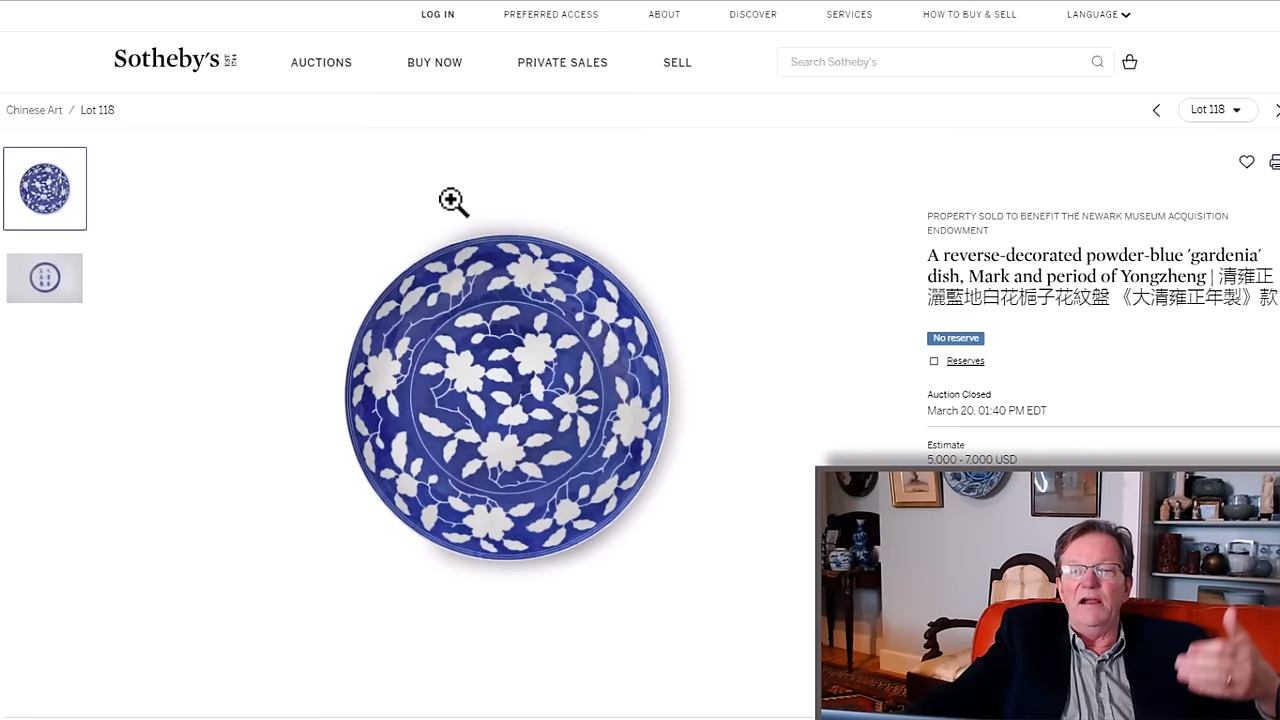 LOG IN PREFERRED ACCESS ABOUT DISCOVER SERVICES HOW TO BUY & SELL LANGUAGE
Sotheby's EST 1744 AUCTIONS BUY NOW PRIVATE SALES SELL Search Sotheby's
Chinese Art / Lot 118 Lot 118
PROPERTY SOLD TO BENEFIT THE NEWARK MUSEUM ACQUISITION
ENDOWMENT
A reverse-decorated powder-blue 'gardenia'
dish, Mark and period of Yongzheng | 清雍正
灑藍地白花梔子花紋盤 《大清雍正年製》款
No reserve
Reserves
Auction Closed
March 20, 01:40 PM EDT
Estimate
5,000 - 7,000 USD